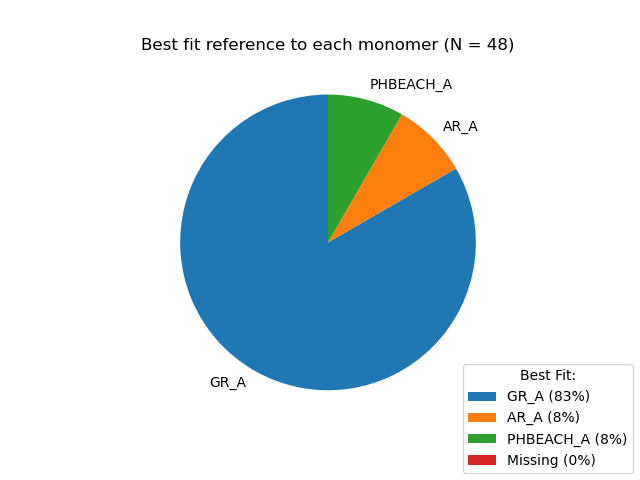 Best fit reference to each monomer (N = 48)
PHBEACH_A
AR_A
GR_A
Best Fit:
GR_A (83%)
AR_A (8%)
PHBEACH_A (8%)
Missing (0%)